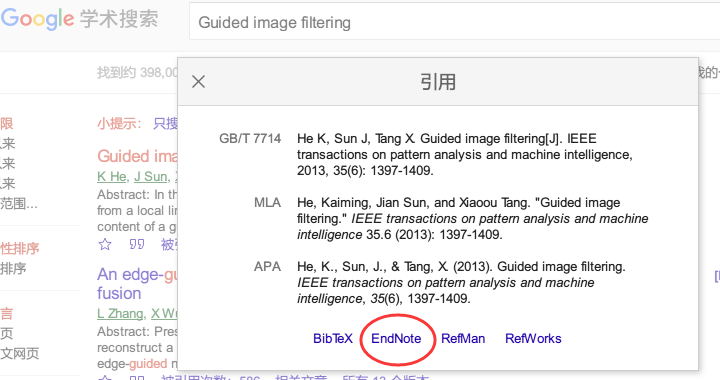 Google 学术搜索
Guided image filtering
找到约 398,00
引用
限
小提示: 只搜
以来
GB/T 7714 He K, Sun J, Tang X. Guided image filtering[J]. IEEE
transactions on pattern analysis and machine intelligence,
2013, 35(6): 1397-1409.
以来
Guided ima
以来
K He, J Sun,
范围...
Abstract: In th
from a local lin
content of a g
MLA He, Kaiming, Jian Sun, and Xiaoou Tang. "Guided image
filtering." IEEE transactions on pattern analysis and machine
intelligence 35.6 (2013): 1397-1409.
性排序
被引
排序
An edge-gu
fusion
APA He, K., Sun, J., & Tang, X. (2013). Guided image filtering.
IEEE transactions on pattern analysis and machine
intelligence, 35(6), 1397-1409.
言
L Zhang, X Wu
页
Abstract: Pres
文网页
reconstruct a
edge-guided n
BibTeX EndNote RefMan RefWorks